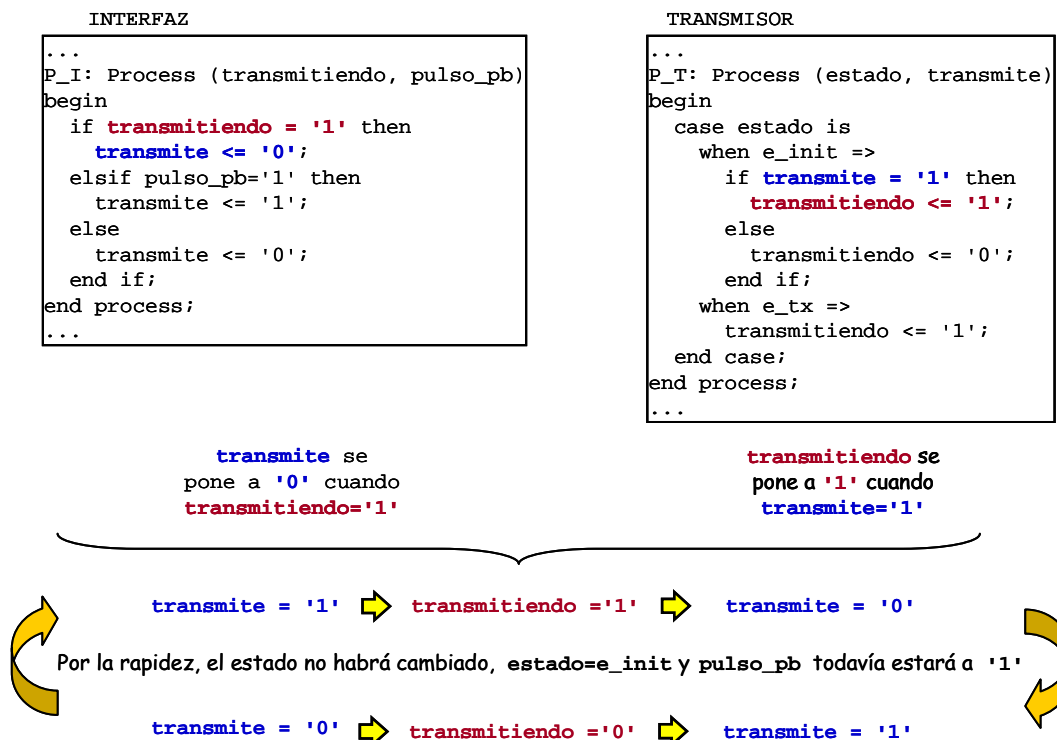 INTERFAZ
...
P_I: Process (transmitiendo, pulso_pb)
begin
  if transmitiendo = '1' then
    transmite <= '0';
  elsif pulso_pb='1' then
    transmite <= '1';
  else
    transmite <= '0';
  end if;
end process;
...
TRANSMISOR
...
P_T: Process (estado, transmite)
begin
  case estado is
    when e_init =>
      if transmite = '1' then
        transmitiendo <= '1';
      else
        transmitiendo <= '0';
      end if;
    when e_tx =>
      transmitiendo <= '1';
  end case;
end process;
...
transmite se
pone a '0' cuando
transmitiendo='1'
transmitiendo se
pone a '1' cuando
transmite='1'
transmite = '1' transmitiendo ='1' transmite = '0'
Por la rapidez, el estado no habrá cambiado, estado=e_init y pulso_pb todavía estará a '1'
transmite = '0' transmitiendo ='0' transmite = '1'